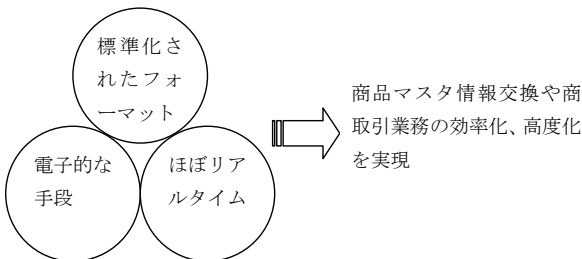 標準化さ
れたフォ
ーマット
電子的な
手段
ほぼリア
ルタイム
商品マスタ情報交換や商
取引業務の効率化、高度化
を実現